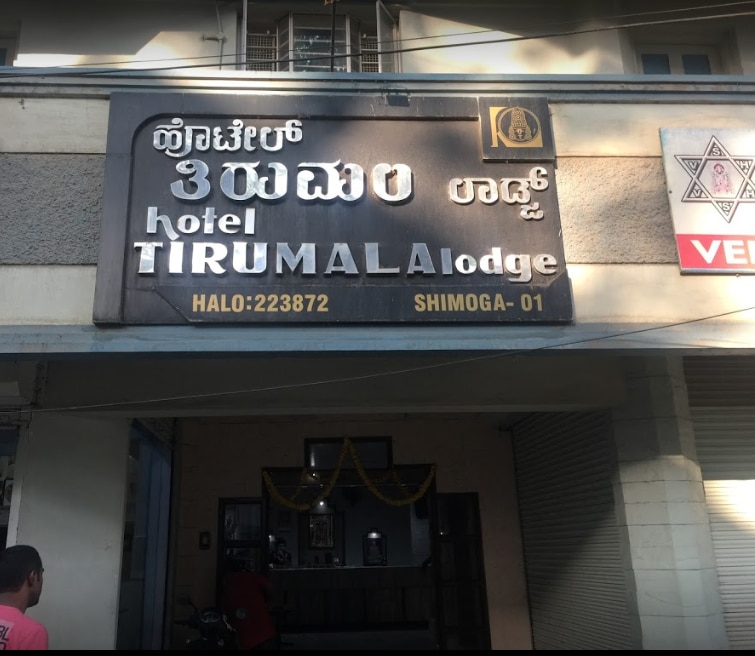 ಹೊಟೇಲ್
ತಿರುಮಲ ಲಾಡ್ಜ್
hotel
TIRUMALA lodge
HALO:223872 SHIMOGA- 01